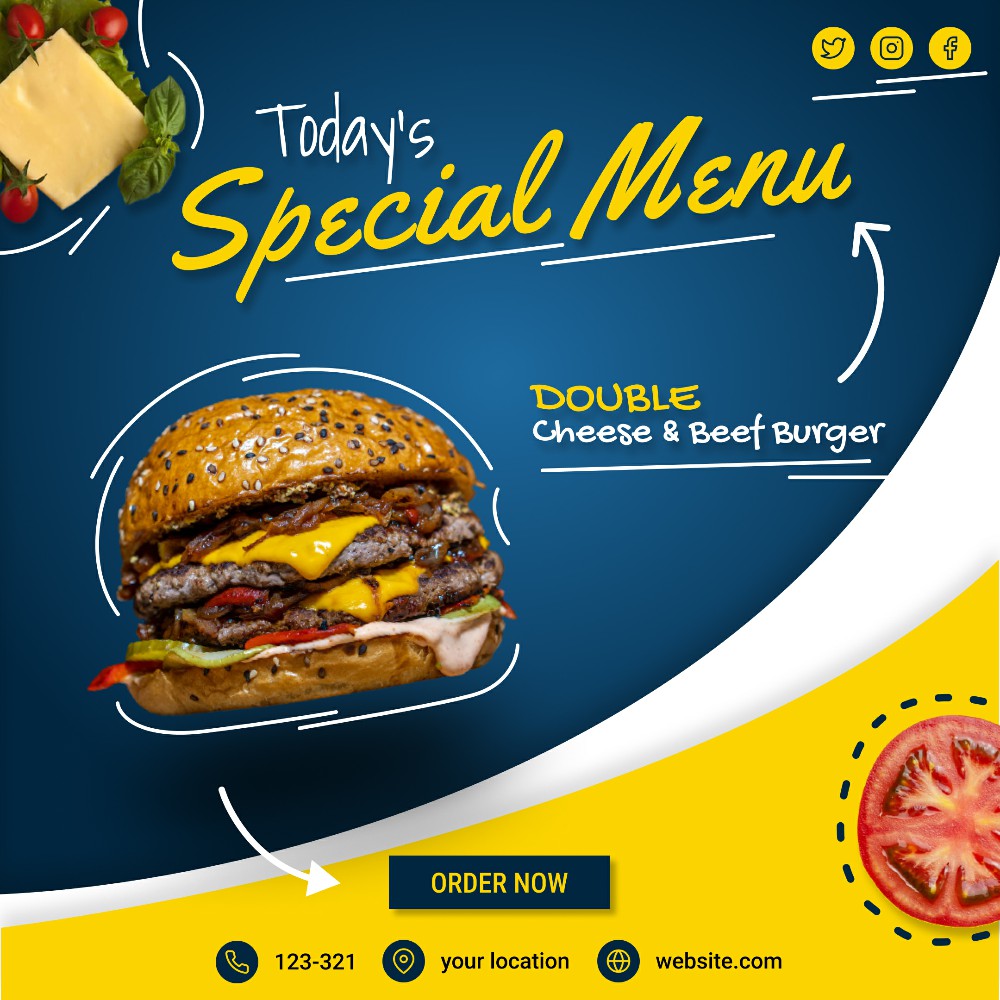 Today's
Special Menu
DOUBLE
Cheese & Beef Burger
ORDER NOW
123-321
your location
website.com